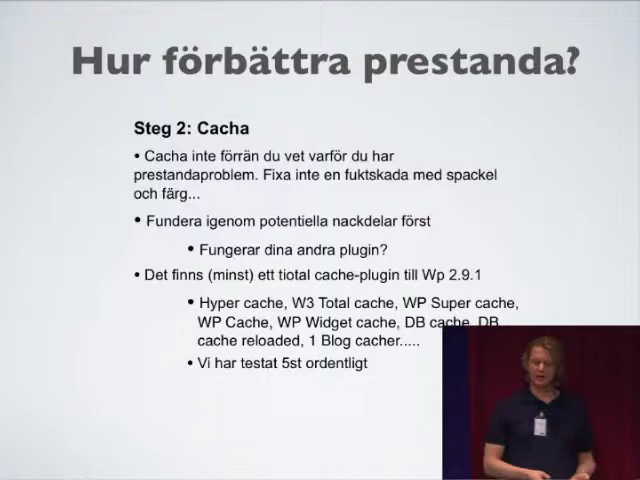 Hur förbättra prestanda?
Steg 2: Cacha
• Cacha inte förrän du vet varför du har
prestandaproblem. Fixa inte en fuktskada med spackel
och färg...
• Fundera igenom potentiella nackdelar först
• Fungerar dina andra plugin?
• Det finns (minst) ett tiotal cache-plugin till Wp 2.9.1
• Hyper cache, W3 Total cache, WP Super cache,
WP Cache, WP Widget cache, DB cache, DB
cache reloaded, 1 Blog cacher.....
• Vi har testat 5st ordentligt